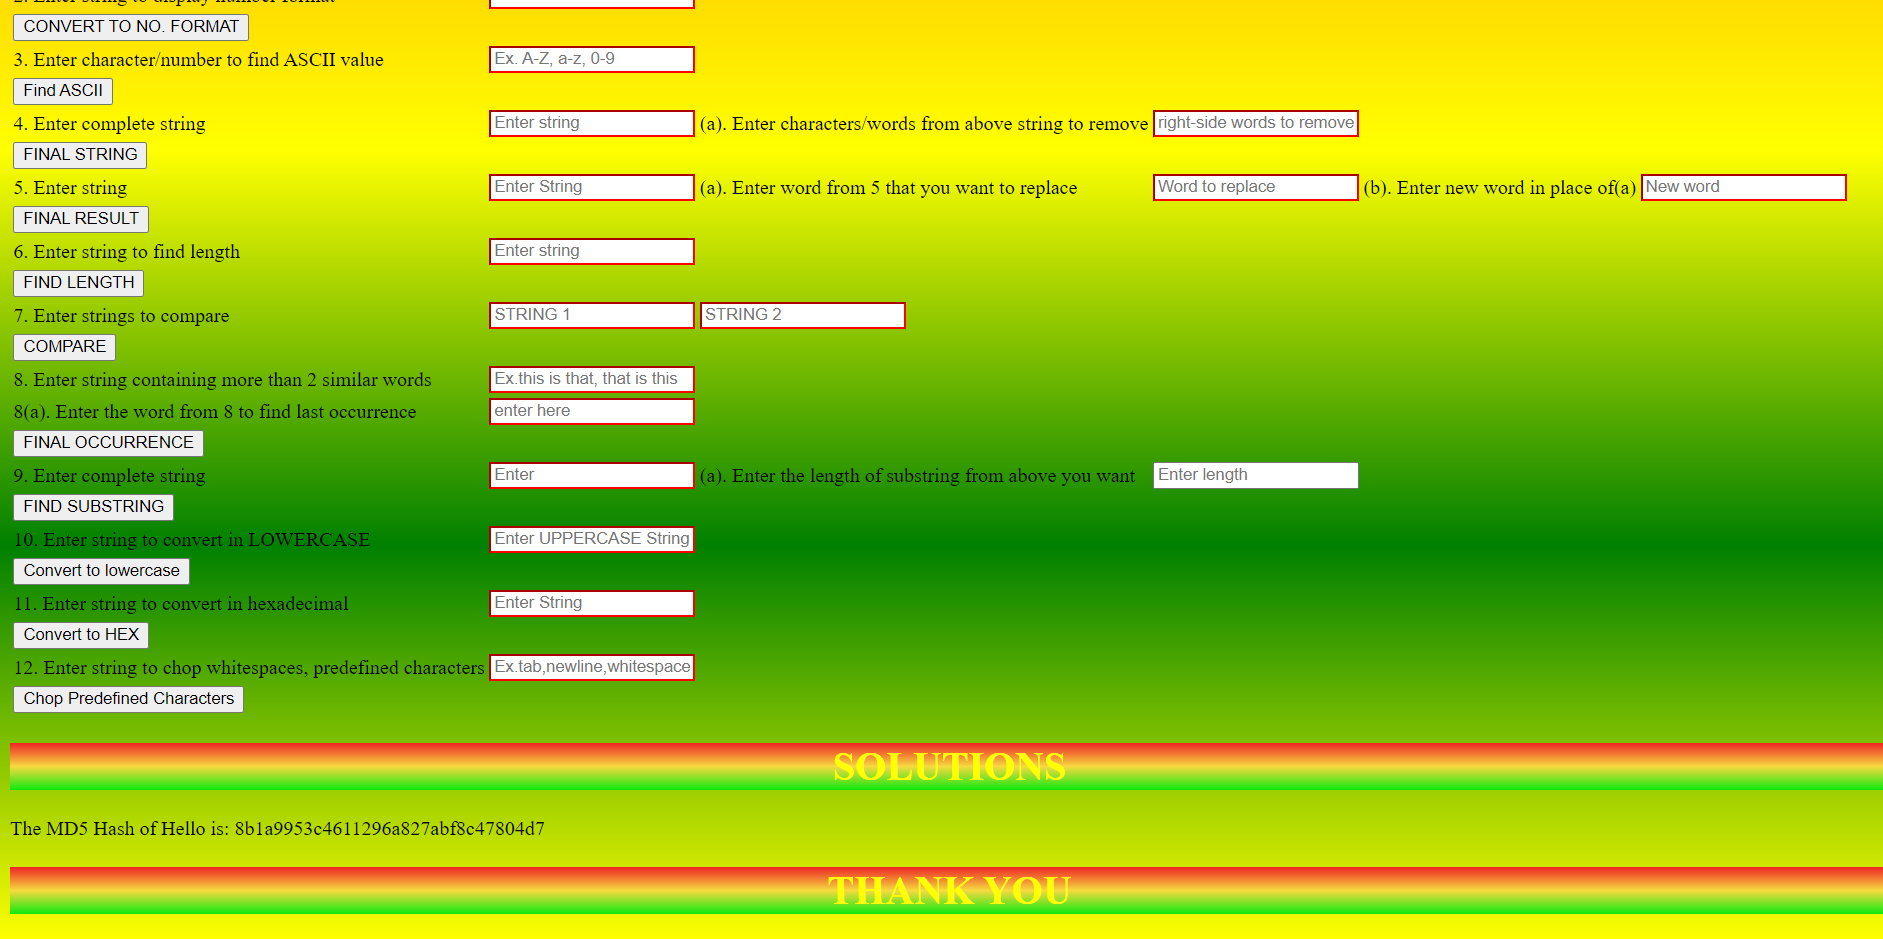 2. Enter string to display number format
CONVERT TO NO. FORMAT
3. Enter character/number to find ASCII value Ex. A-Z, a-z, 0-9
Find ASCII
4. Enter complete string Enter string (a). Enter characters/words from above string to remove right-side words to remove
FINAL STRING
5. Enter string Enter String (a). Enter word from 5 that you want to replace Word to replace (b). Enter new word in place of(a) New word
FINAL RESULT
6. Enter string to find length Enter string
FIND LENGTH
7. Enter strings to compare STRING 1 STRING 2
COMPARE
8. Enter string containing more than 2 similar words Ex.this is that, that is this
8(a). Enter the word from 8 to find last occurrence enter here
FINAL OCCURRENCE
9. Enter complete string Enter (a). Enter the length of substring from above you want Enter length
FIND SUBSTRING
10. Enter string to convert in LOWERCASE Enter UPPERCASE String
Convert to lowercase
11. Enter string to convert in hexadecimal Enter String
Convert to HEX
12. Enter string to chop whitespaces, predefined characters Ex.tab,newline,whitespace
Chop Predefined Characters
SOLUTIONS
The MD5 Hash of Hello is: 8b1a9953c4611296a827abf8c47804d7
THANK YOU